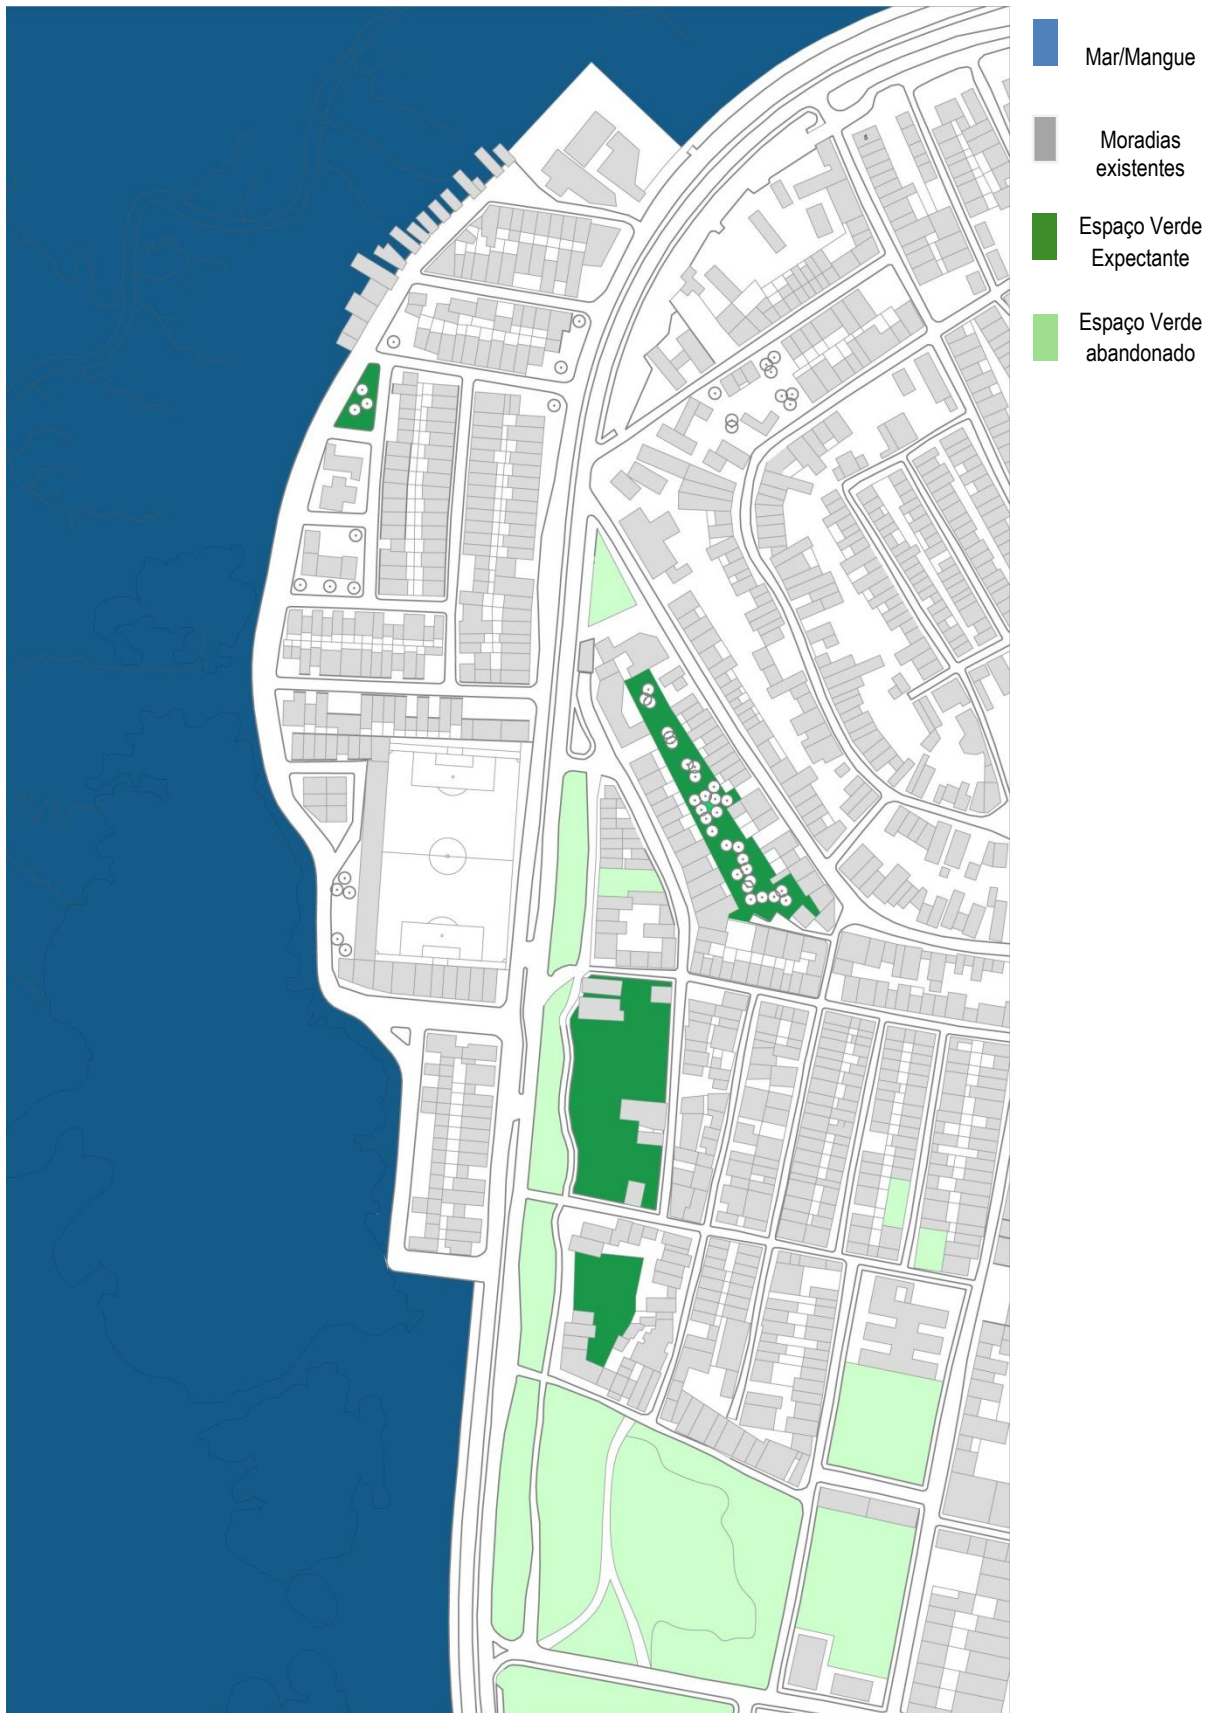 Mar/Mangue
Moradias
existentes
Espaço Verde
Expectante
Espaço Verde
abandonado